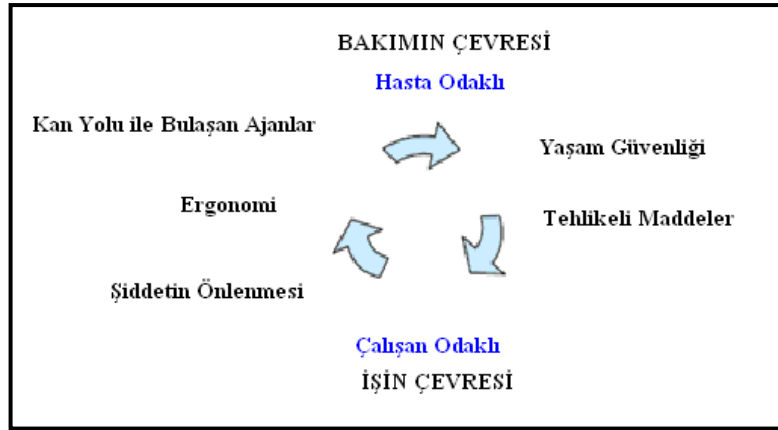 BAKIMIN ÇEVRESİ
Hasta Odaklı
Kan Yolu ile Bulaşan Ajanlar
Yaşam Güvenliği
Ergonomi
Tehlikeli Maddeler
Şiddetin Önlenmesi
Çalışan Odaklı
İŞİN ÇEVRESİ